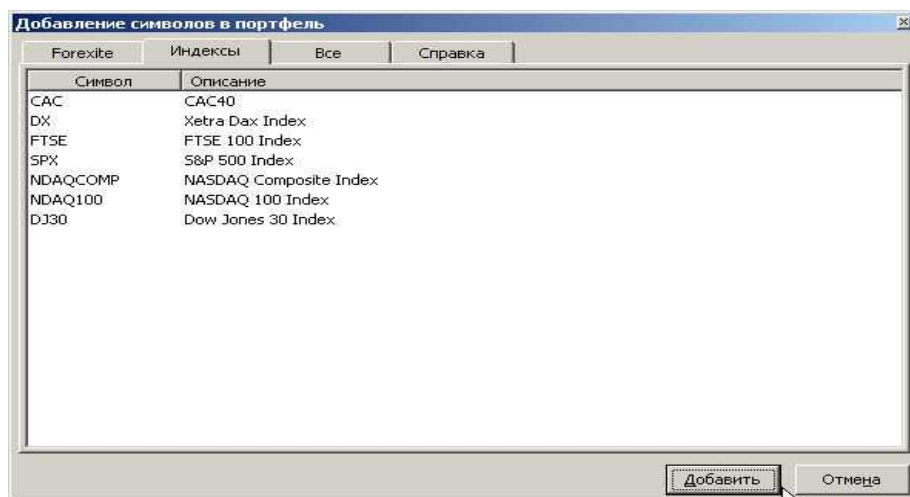 Добавление символов в портфель
Forexite Индексы Все Справка
Символ Описание
CAC CAC40
DX Xetra Dax Index
FTSE FTSE 100 Index
SPX S&P 500 Index
NDAQCOMP NASDAQ Composite Index
NDAQ100 NASDAQ 100 Index
DJ30 Dow Jones 30 Index
Добавить Отмена